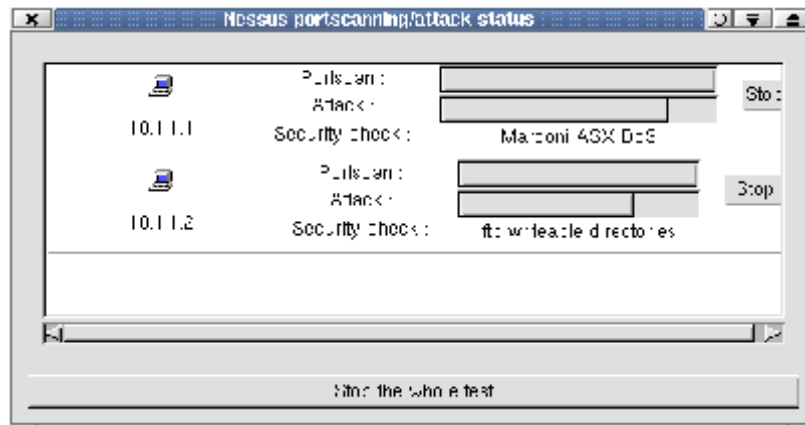 Nessus portscanning/attack status
Portscan :
Attack :
Stop
10.1.1.1
Security check :
Marconi ASX DoS
Portscan :
Attack :
Stop
10.1.1.2
Security check :
ftp writeable directories
Stop the whole test